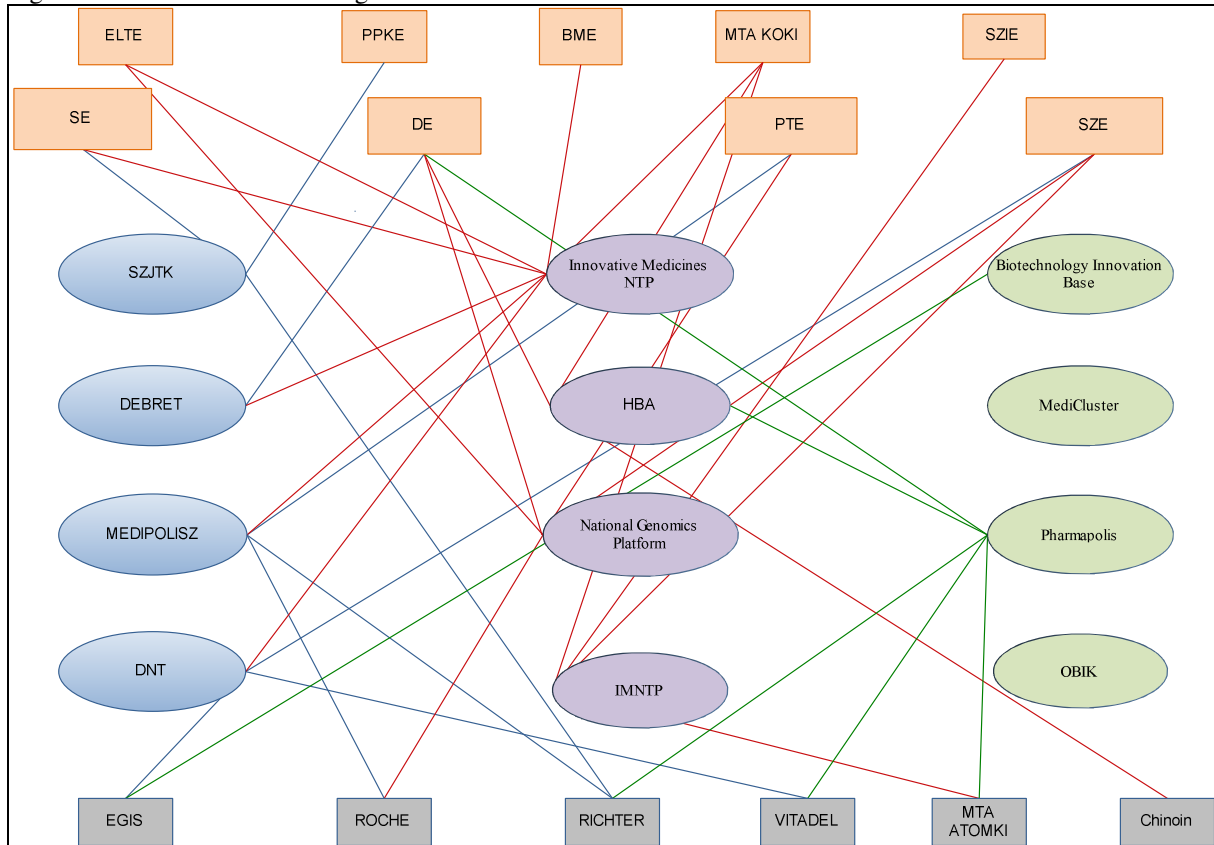 ELTE
PPKE
BME
MTA KOKI
SZIE
SE
DE
PTE
SZE
SZJTK
Innovative Medicines
NTP
Biotechnology Innovation
Base
DEBRET
HBA
MediCluster
MEDIPOLISZ
National Genomics
Platform
Pharmapolis
DNT
IMNTP
OBIK
EGIS
ROCHE
RICHTER
VITADEL
MTA
ATOMKI
Chinoin